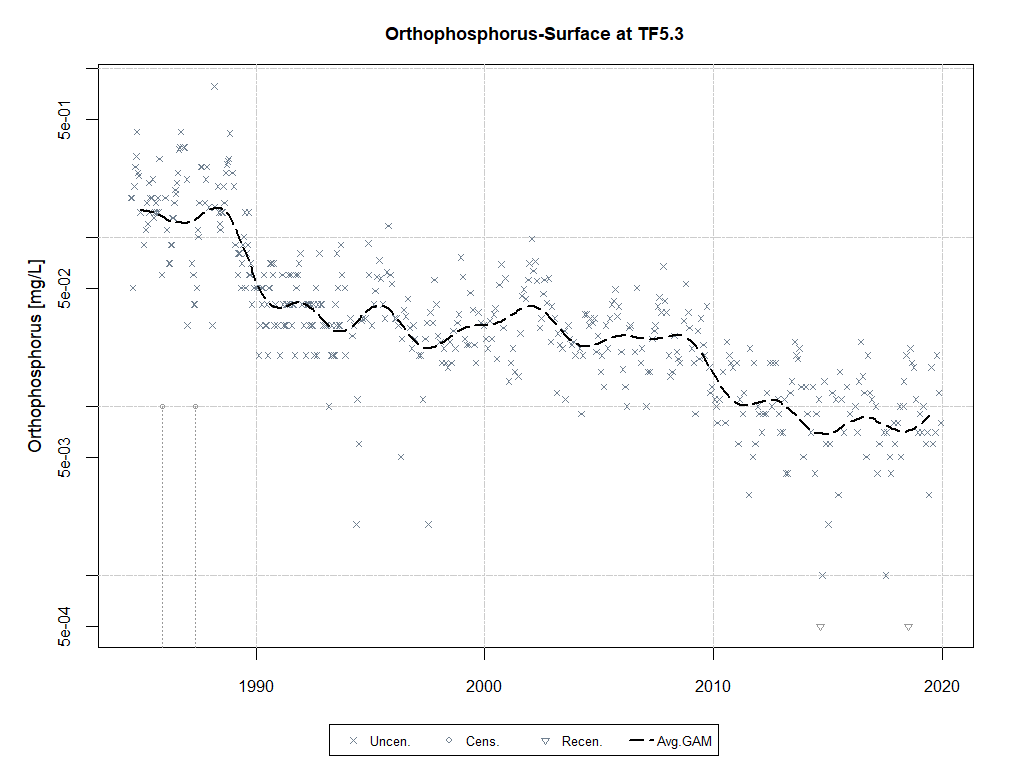 Orthophosphorus-Surface at TF5.3
Orthophosphorus [mg/L]
5e-01
5e-02
5e-03
5e-04
1990 2000 2010 2020
Uncen. Cens. Recen. Avg.GAM